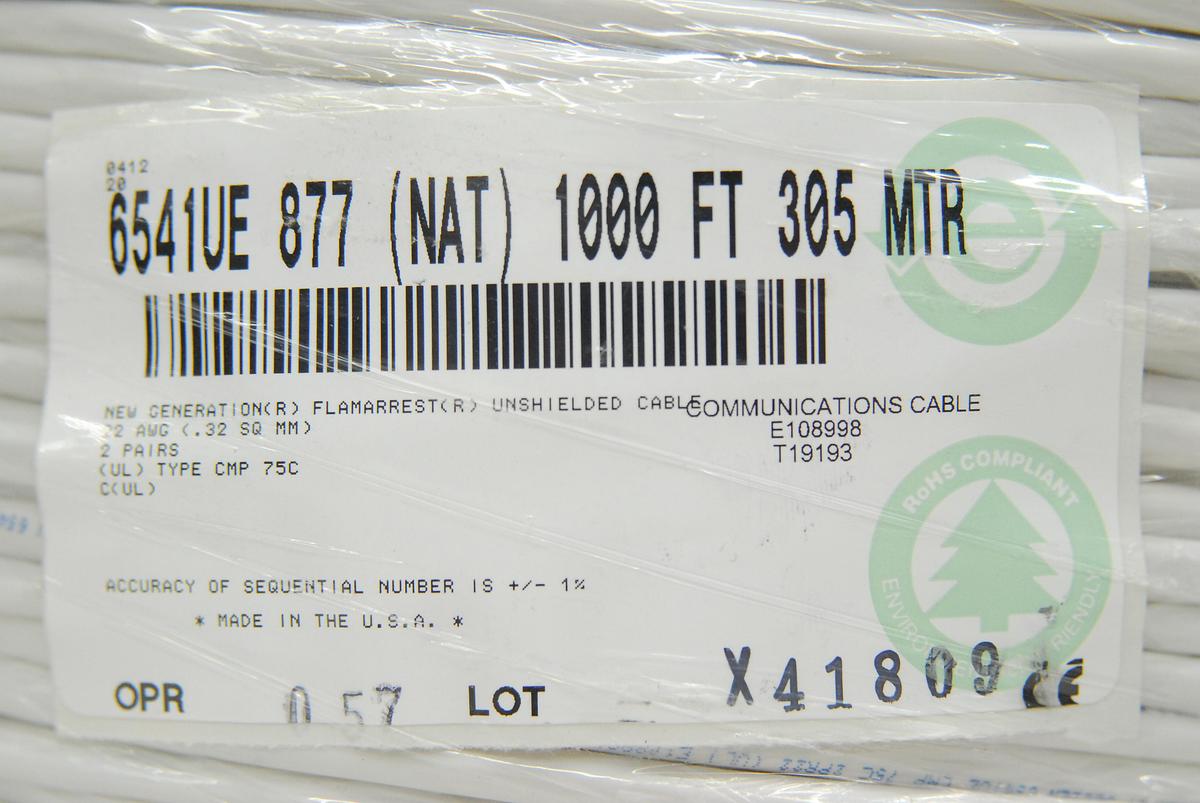 0412
20
6541UE 877 (NAT) 1000 FT 305 MTR
e
NEW GENERATION(R) FLAMARREST(R) UNSHIELDED CABLE
COMMUNICATIONS CABLE
22 AWG (.32 SQ MM)
E108998
2 PAIRS
T19193
(UL) TYPE CMP 75C
C(UL)
RoHS COMPLIANT
ACCURACY OF SEQUENTIAL NUMBER IS +/- 1%
* MADE IN THE U.S.A. *
X41809
OPR 057 LOT
CE